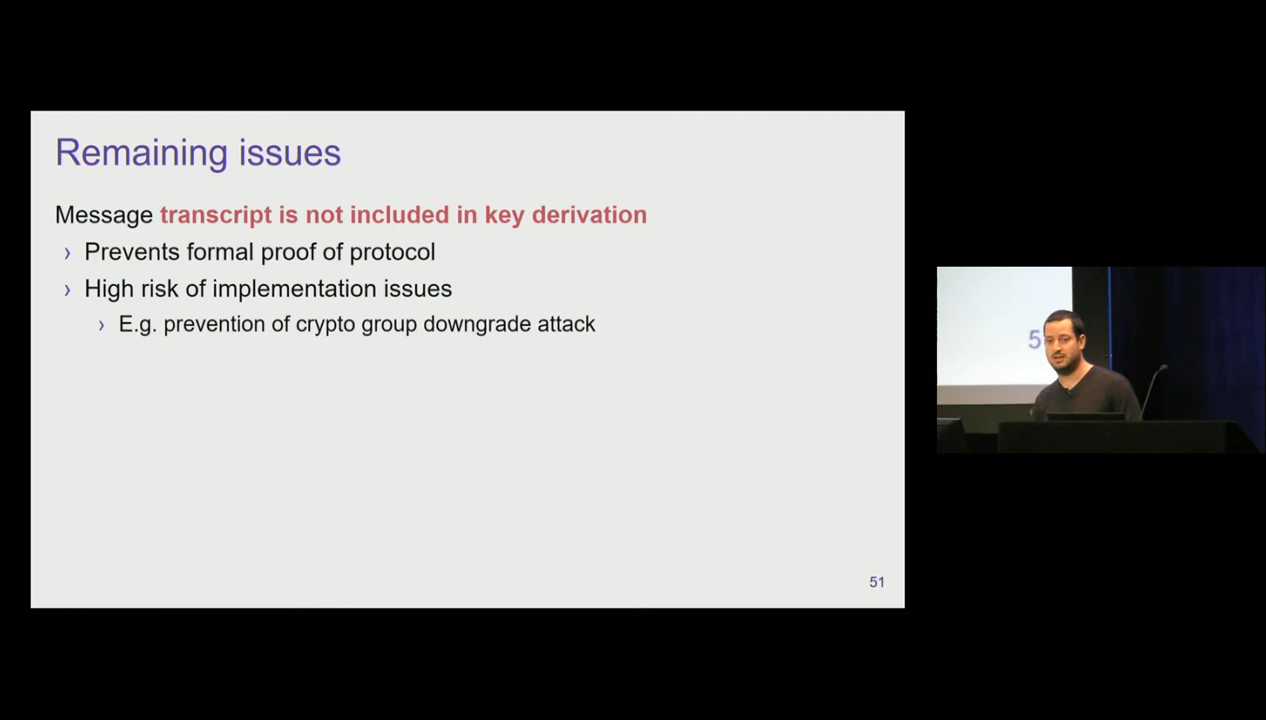 Remaining issues
Message transcript is not included in key derivation
› Prevents formal proof of protocol
› High risk of implementation issues
› E.g. prevention of crypto group downgrade attack
51
5